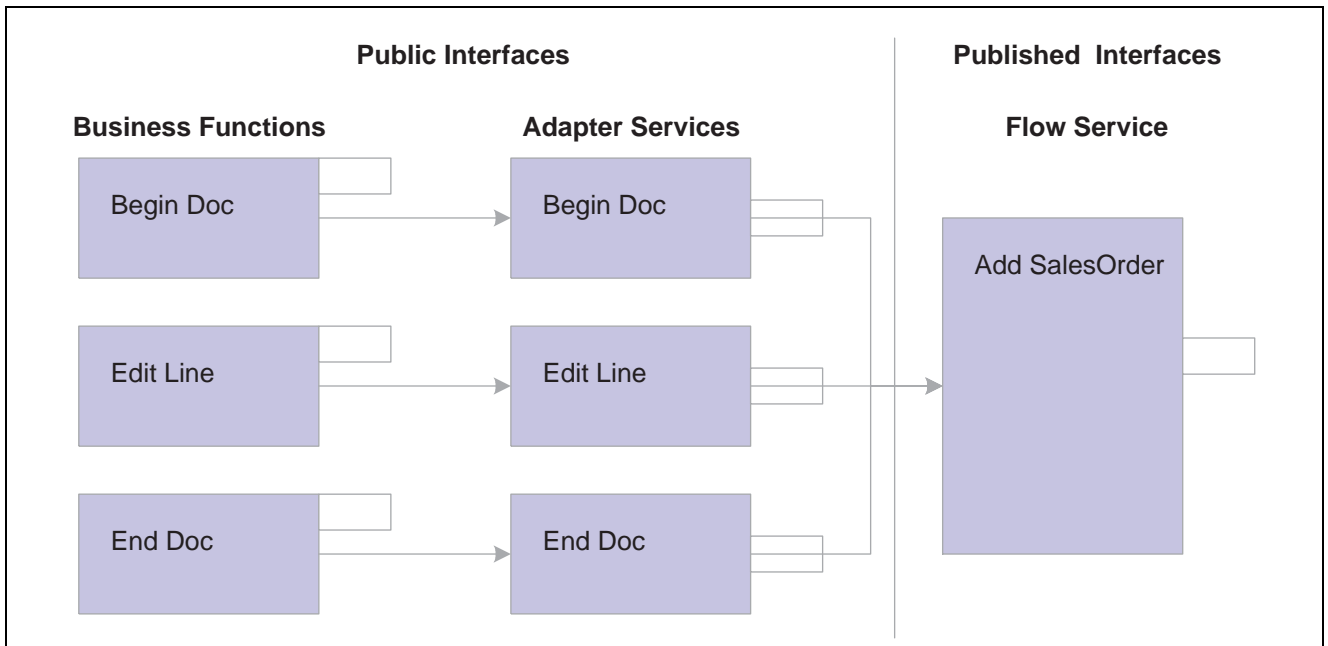 Public Interfaces
Published Interfaces
Business Functions
Adapter Services
Flow Service
Begin Doc
Begin Doc
Add SalesOrder
Edit Line
Edit Line
End Doc
End Doc